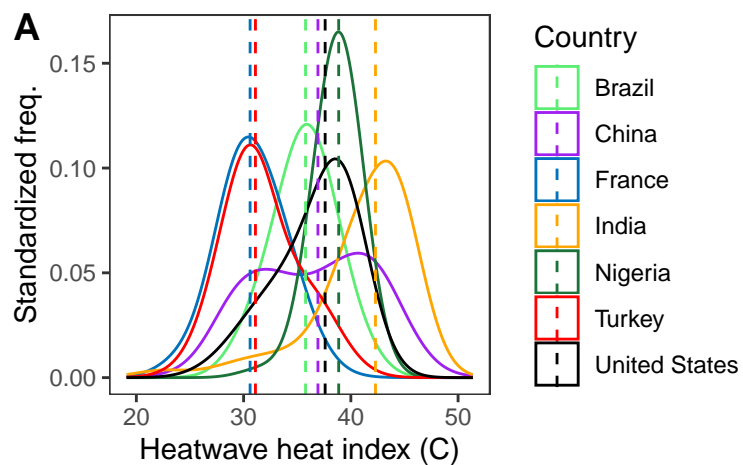 A
Standardized freq.
0.15
0.10
0.05
0.00
20
30
40
50
Heatwave heat index (C)
Country
Brazil
China
France
India
Nigeria
Turkey
United States